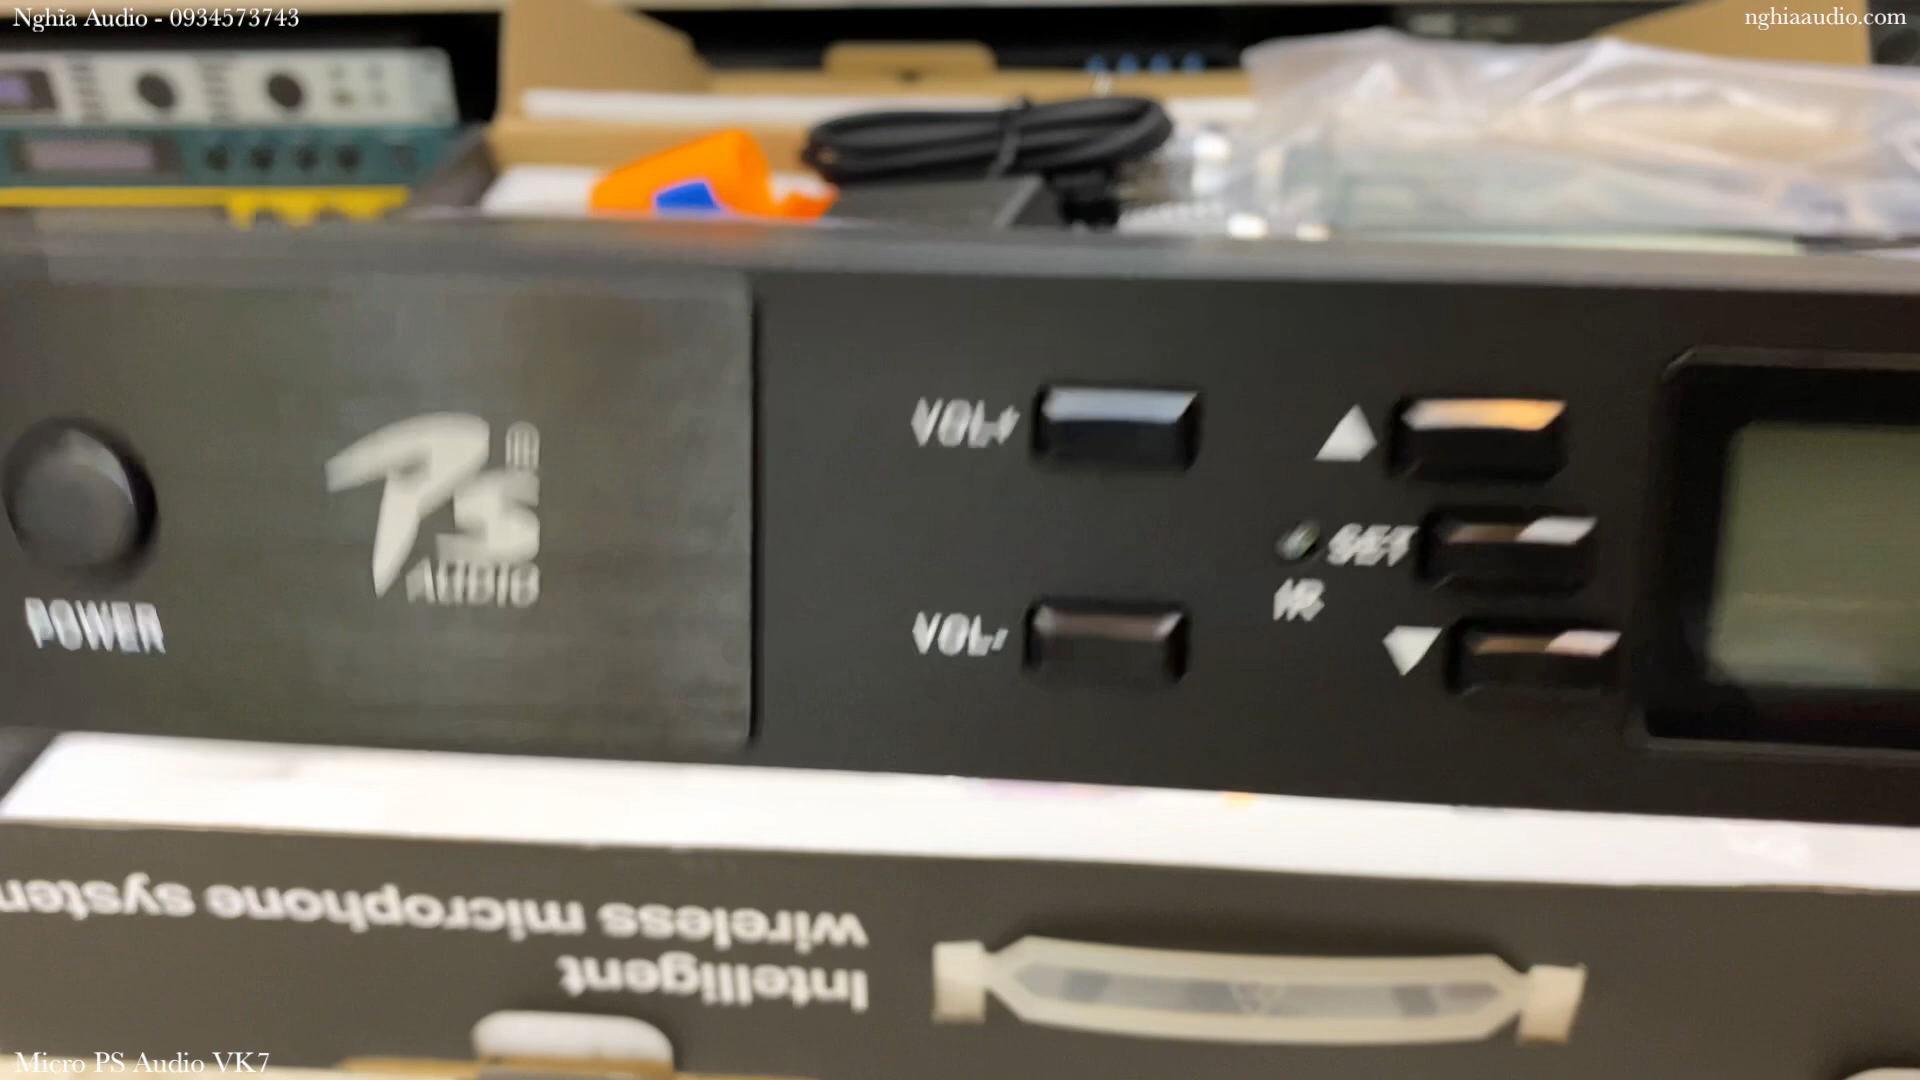 Nghĩa Audio - 0934573743
nghiaaudio.com
PS
AUDIO
POWER
VOL+
VOL-
SET
IR
Intelligent
wireless microphone system
Micro PS Audio VK7